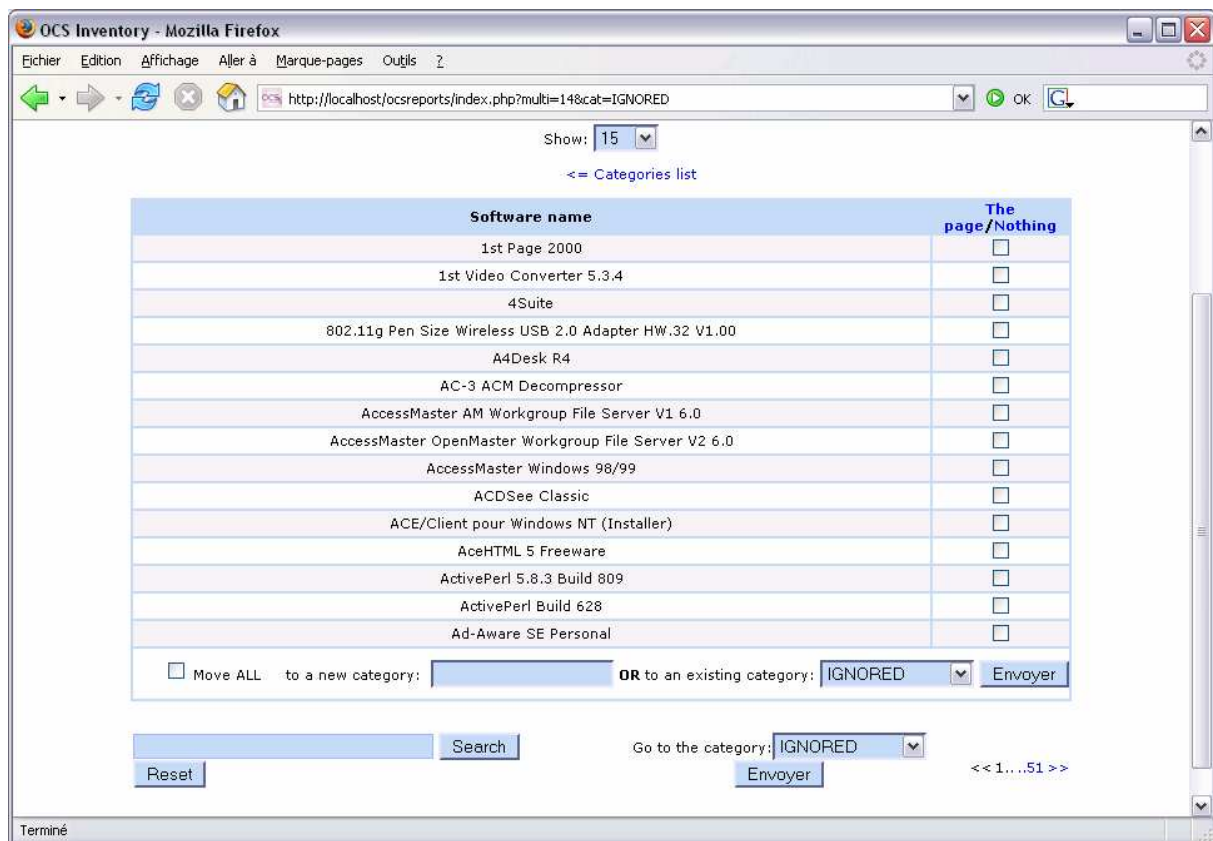 OCS Inventory - Mozilla Firefox
Fichier Edition Affichage Aller à Marque-pages Outils ?
http://localhost/ocsreports/index.php?multi=14&cat=IGNORED OK G
Show: 15
<= Categories list
Software name The page/Nothing
1st Page 2000
1st Video Converter 5.3.4
4Suite
802.11g Pen Size Wireless USB 2.0 Adapter HW.32 V1.00
A4Desk R4
AC-3 ACM Decompressor
AccessMaster AM Workgroup File Server V1 6.0
AccessMaster OpenMaster Workgroup File Server V2 6.0
AccessMaster Windows 98/99
ACDSee Classic
ACE/Client pour Windows NT (Installer)
AceHTML 5 Freeware
ActivePerl 5.8.3 Build 809
ActivePerl Build 628
Ad-Aware SE Personal
Move ALL to a new category: OR to an existing category: IGNORED Envoyer
Search Go to the category: IGNORED
Reset Envoyer << 1.. ..51 >>
Terminé